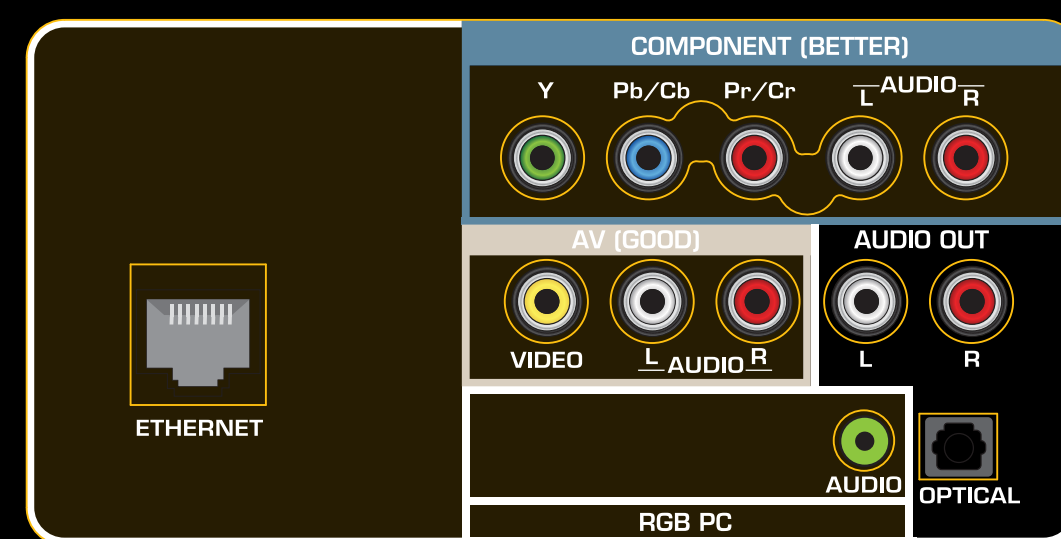 COMPONENT (BETTER)
Y Pb/Cb Pr/Cr L AUDIO R
AV (GOOD)
AUDIO OUT
VIDEO L AUDIO R
L R
ETHERNET
AUDIO
OPTICAL
RGB PC